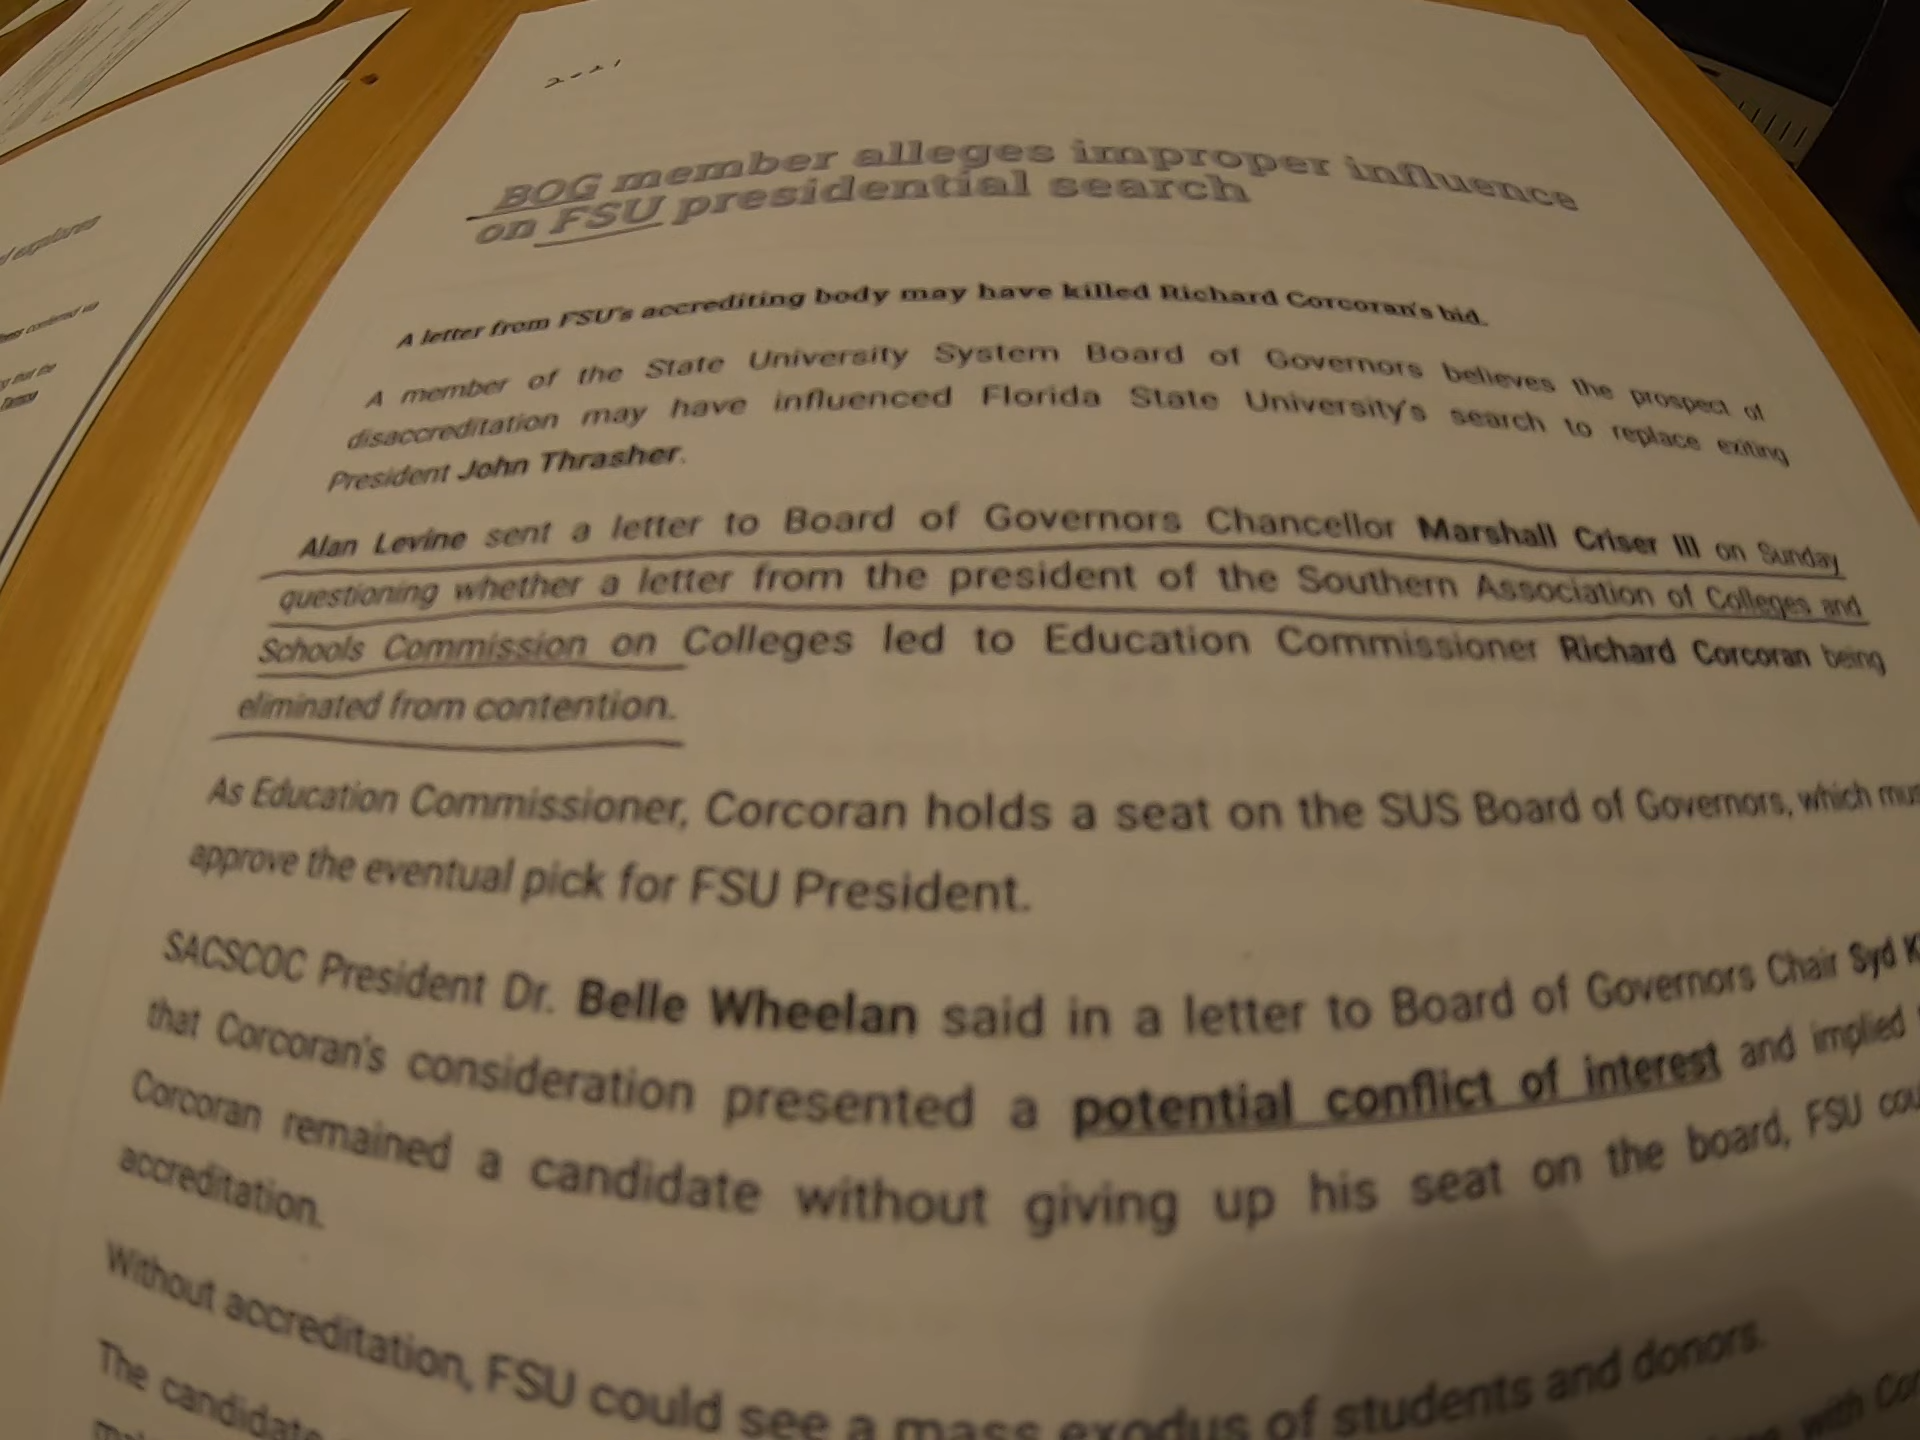 2021
BOG member alleges improper influence
on FSU presidential search
A letter from FSU's accrediting body may have killed Richard Corcoran's bid.
A member of the State University System Board of Governors believes the prospect of
disaccreditation may have influenced Florida State University's search to replace exiting
President John Thrasher.
Alan Levine sent a letter to Board of Governors Chancellor Marshall Criser III on Sunday
questioning whether a letter from the president of the Southern Association of Colleges and
Schools Commission on Colleges led to Education Commissioner Richard Corcoran being
eliminated from contention.
As Education Commissioner, Corcoran holds a seat on the SUS Board of Governors, which
approve the eventual pick for FSU President.
SACSCOC President Dr. Belle Wheelan said in a letter to Board of Governors Chair Syd
that Corcoran's consideration presented a potential conflict of interest and implied
Corcoran remained a candidate without giving up his seat on the board, FSU
accreditation.
Without accreditation, FSU could see a mass exodus of students and donors.
The candidate
with
explores
that the